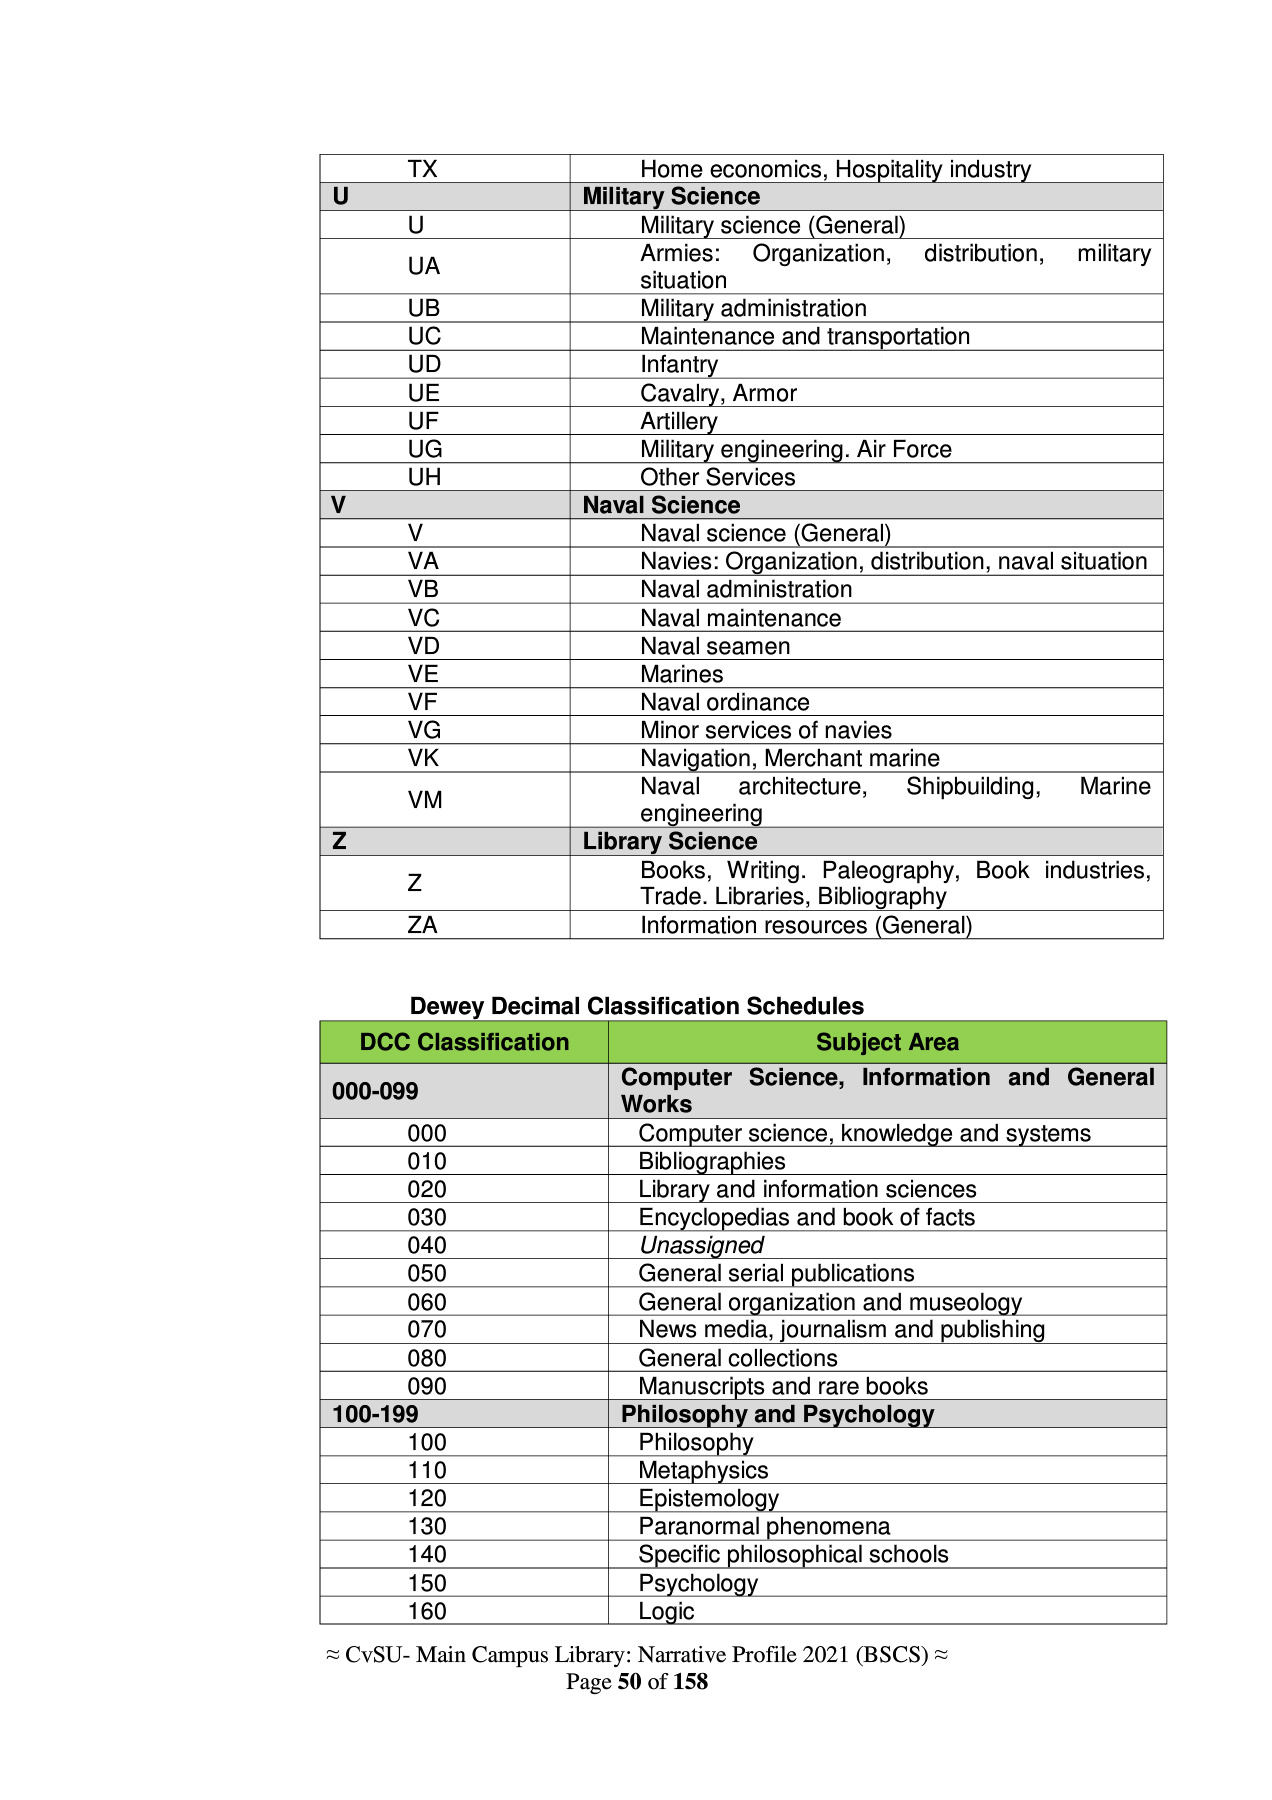 TX Home economics, Hospitality industry
U Military Science
U Military science (General)
UA Armies: Organization, distribution, military
situation
UB Military administration
UC Maintenance and transportation
UD Infantry
UE Cavalry, Armor
UF Artillery
UG Military engineering. Air Force
UH Other Services
V Naval Science
V Naval science (General)
VA Navies: Organization, distribution, naval situation
VB Naval administration
VC Naval maintenance
VD Naval seamen
VE Marines
VF Naval ordinance
VG Minor services of navies
VK Navigation, Merchant marine
VM Naval architecture, Shipbuilding, Marine
engineering
Z Library Science
Z Books, Writing. Paleography, Book industries,
Trade. Libraries, Bibliography
ZA Information resources (General)
Dewey Decimal Classification Schedules
DCC Classification Subject Area
000-099 Computer Science, Information and General
Works
000 Computer science, knowledge and systems
010 Bibliographies
020 Library and information sciences
030 Encyclopedias and book of facts
040 Unassigned
050 General serial publications
060 General organization and museology
070 News media, journalism and publishing
080 General collections
090 Manuscripts and rare books
100-199 Philosophy and Psychology
100 Philosophy
110 Metaphysics
120 Epistemology
130 Paranormal phenomena
140 Specific philosophical schools
150 Psychology
160 Logic
≈ CvSU- Main Campus Library: Narrative Profile 2021 (BSCS) ≈
Page 50 of 158